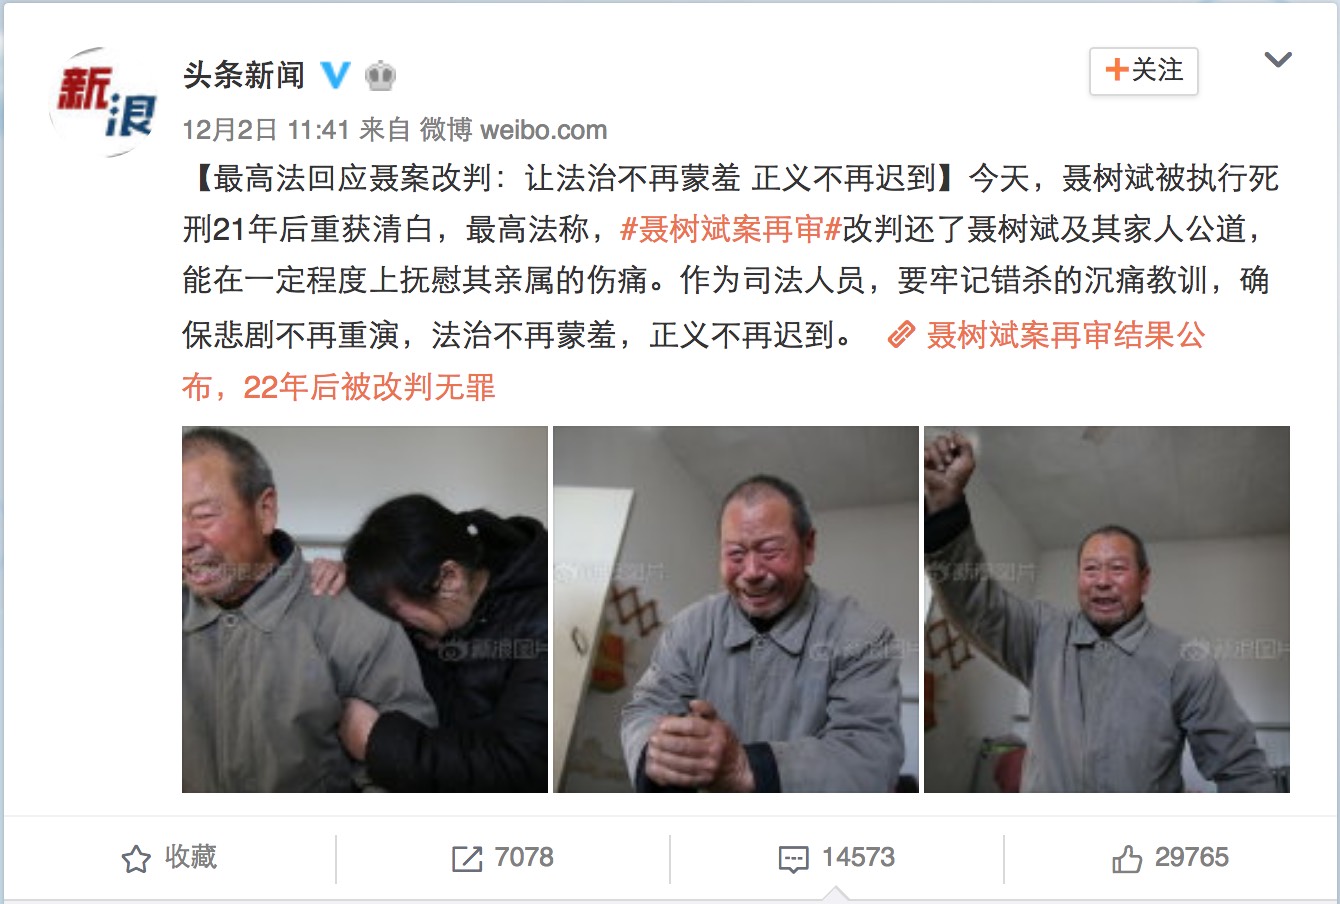 新浪
头条新闻
+关注
12月2日 11:41 来自 微博 weibo.com
【最高法回应聂案改判：让法治不再蒙羞 正义不再迟到】今天，聂树斌被执行死
刑21年后重获清白，最高法称，#聂树斌案再审#改判还了聂树斌及其家人公道，
能在一定程度上抚慰其亲属的伤痛。作为司法人员，要牢记错杀的沉痛教训，确
保悲剧不再重演，法治不再蒙羞，正义不再迟到。 聂树斌案再审结果公
布，22年后被改判无罪
新浪图片
新浪图片
新浪图片
收藏
7078
14573
29765